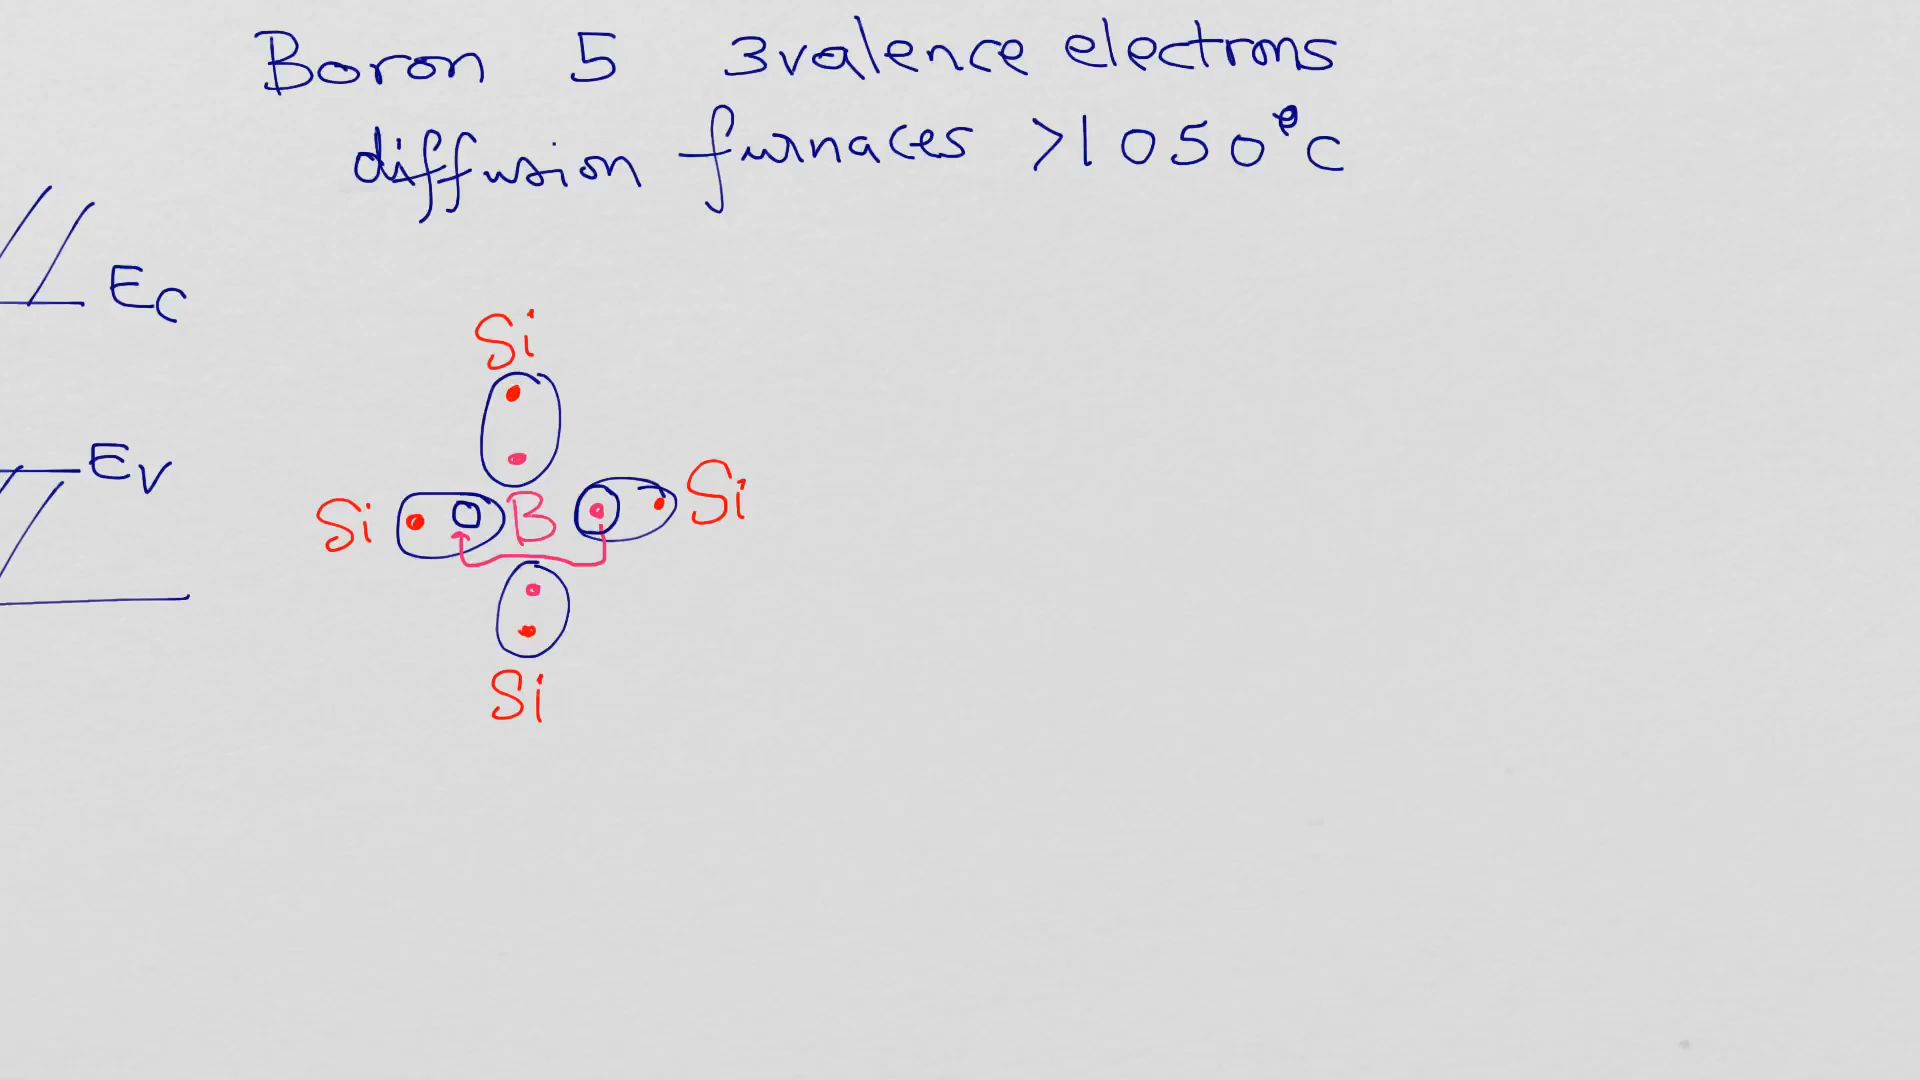 Boron 5 3valence electrons
diffusion furnaces >1050°C
Ec
Si
Ev
Si B Si
Si